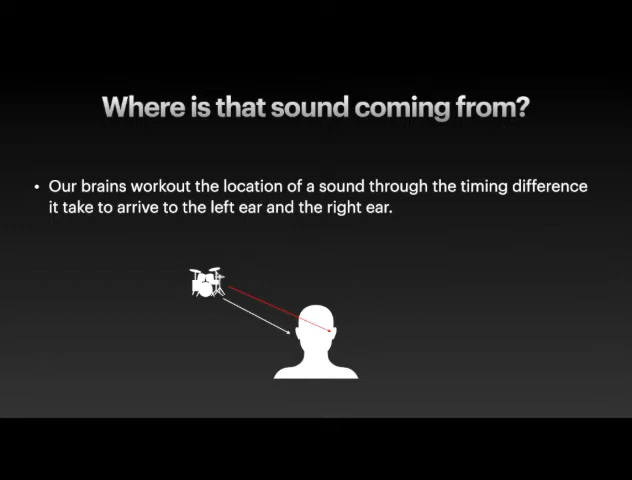 Where is that sound coming from?
• Our brains workout the location of a sound through the timing difference
it take to arrive to the left ear and the right ear.